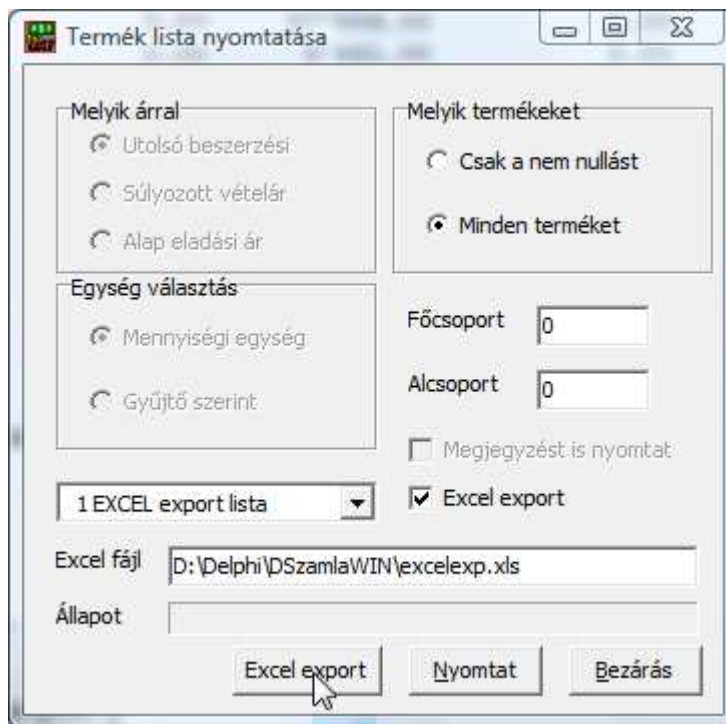 Termék lista nyomtatása
Melyik árral
Utolsó beszerzési
Súlyozott vételár
Alap eladási ár
Melyik termékeket
Csak a nem nullást
Minden terméket
Egység választás
Mennyiségi egység
Gyűjtő szerint
Főcsoport 0
Alcsoport 0
Megjegyzést is nyomtat
1 EXCEL export lista
Excel export
Excel fájl D:\Delphi\DSzamlaWIN\excelexp.xls
Állapot
Excel export Nyomtat Bezárás